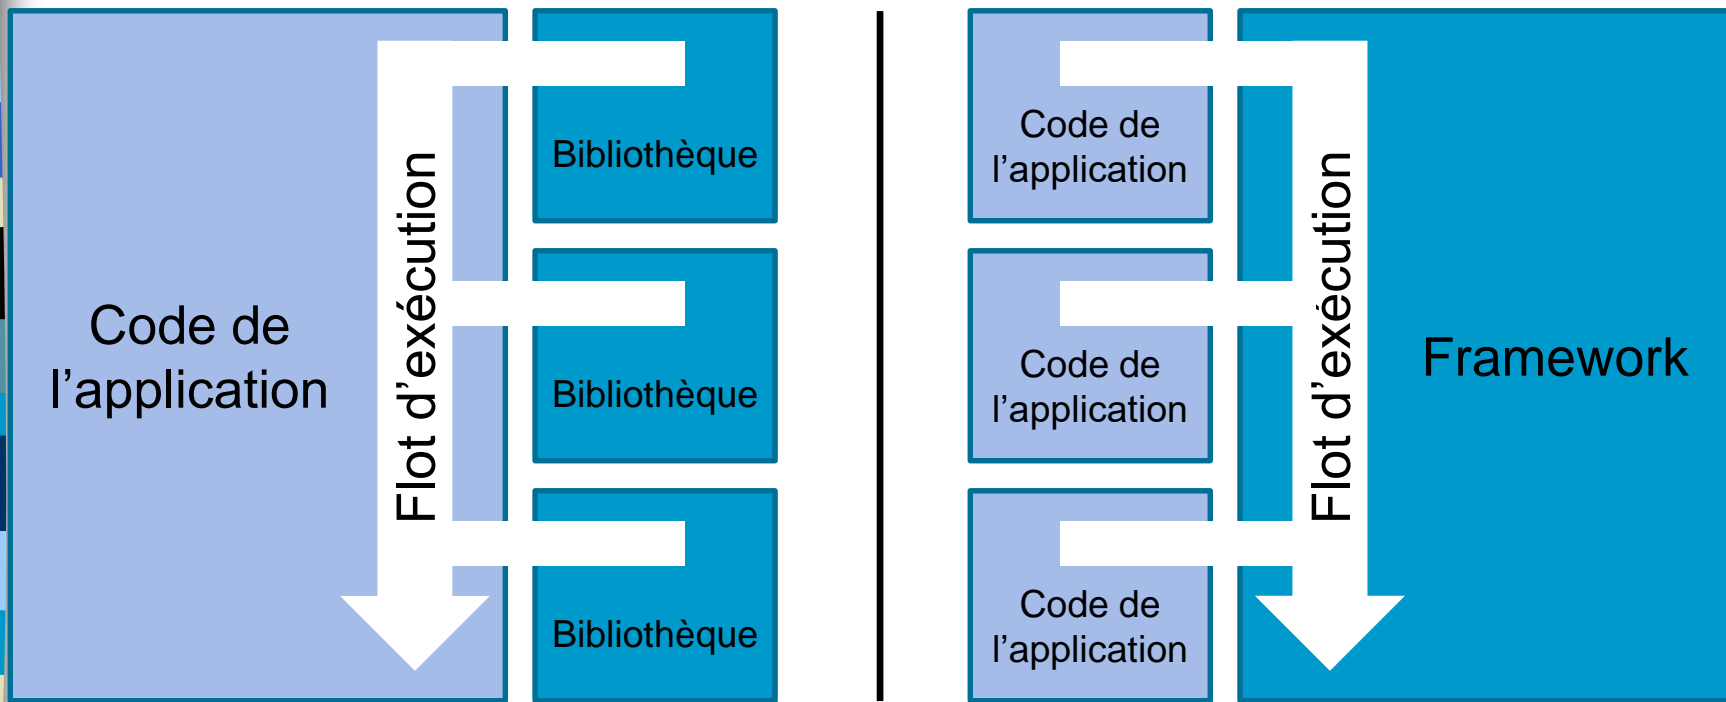 Code de
l’application
Flot d’exécution
Bibliothèque
Bibliothèque
Bibliothèque
Code de
l’application
Code de
l’application
Code de
l’application
Flot d’exécution
Framework